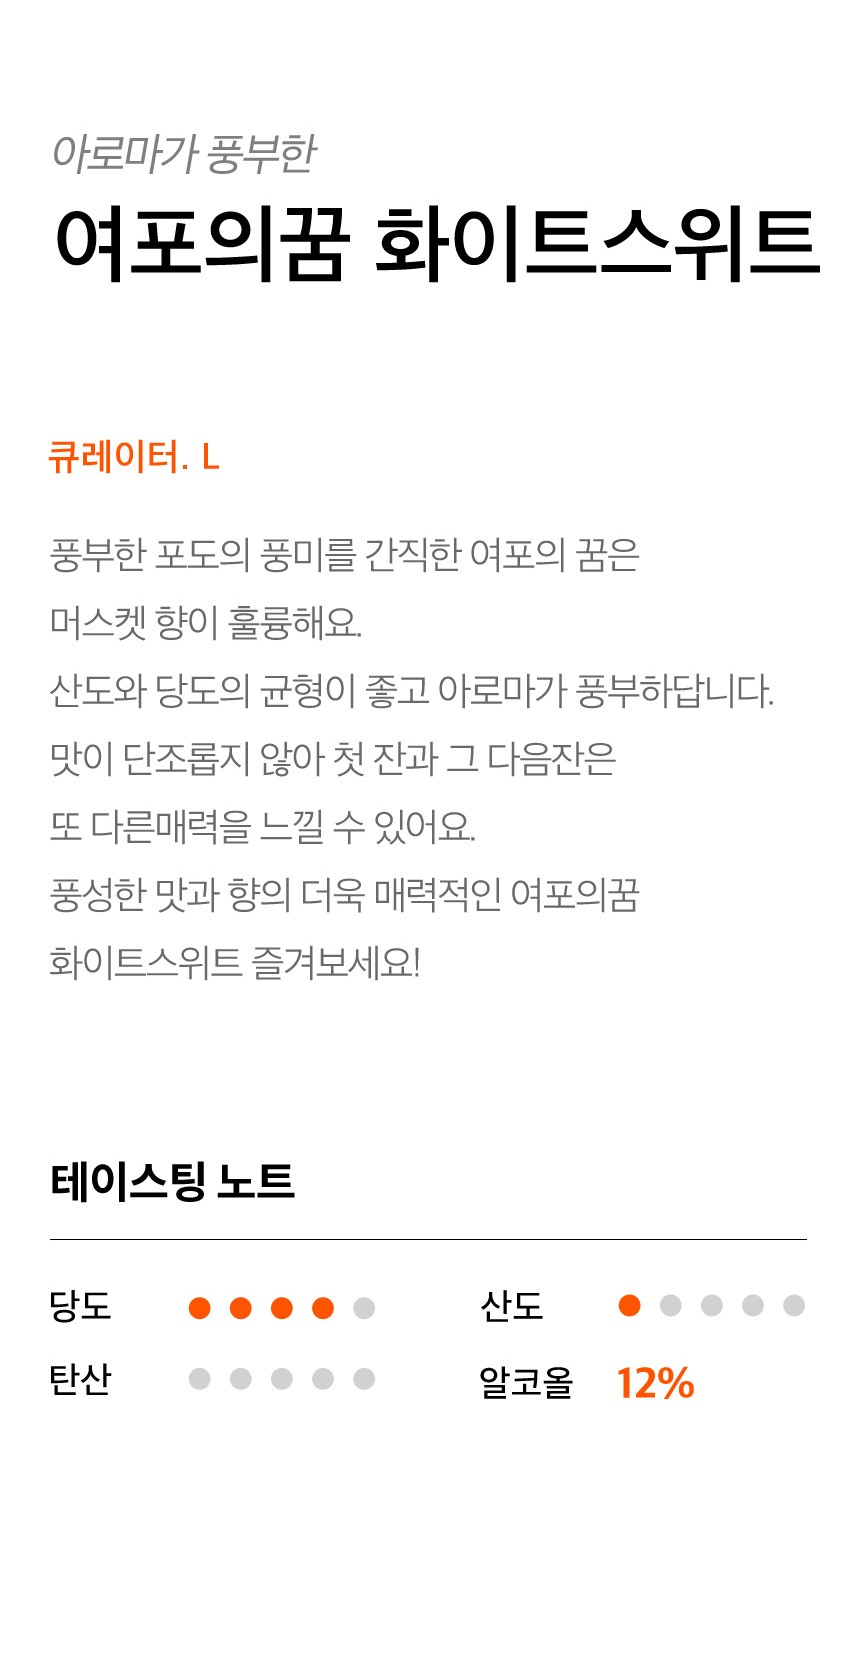 아로마가 풍부한
여포의꿈 화이트스위트
큐레이터. L
풍부한 포도의 풍미를 간직한 여포의 꿈은
머스켓 향이 훌륭해요.
산도와 당도의 균형이 좋고 아로마가 풍부하답니다.
맛이 단조롭지 않아 첫 잔과 그 다음잔은
또 다른매력을 느낄 수 있어요.
풍성한 맛과 향의 더욱 매력적인 여포의꿈
화이트스위트 즐겨보세요!
테이스팅 노트
당도
산도
탄산
알코올 12%